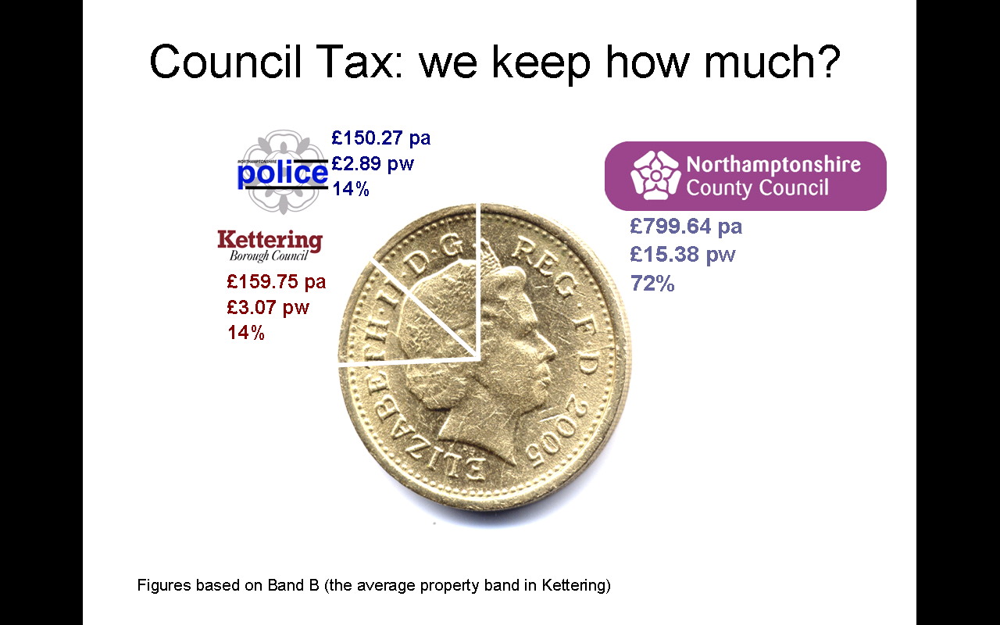 Council Tax: we keep how much?
NORTHAMPTONSHIRE
police
£150.27 pa
£2.89 pw
14%
Northamptonshire
County Council
£799.64 pa
£15.38 pw
72%
Kettering
Borough Council
£159.75 pa
£3.07 pw
14%
ELIZABETH·II·D·G REG·F·D·2005
Figures based on Band B (the average property band in Kettering)